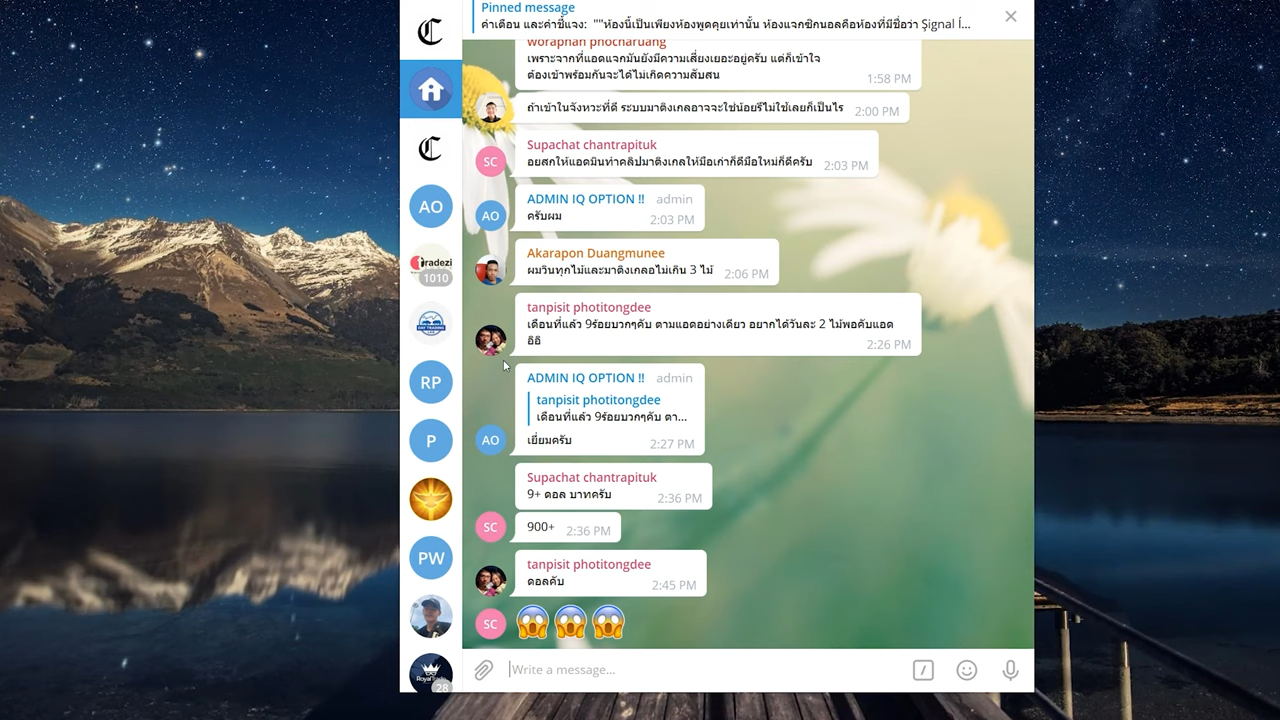 Pinned message
คำเตือน และคำชี้แจง: ""ห้องนี้เป็นเพียงห้องพูดคุยเท่านั้น ห้องแจกซิกนอลคือห้องที่มีชื่อว่า Şignal Í...
woraphan phocharuang
เพราะจากที่แอดแจกมันยังมีความเสี่ยงเยอะอยู่ครับ แต่ก็เข้าใจ
ต้องเข้าพร้อมกันจะได้ไม่เกิดความสับสน
1:58 PM
ถ้าเข้าในจังหวะที่ดี ระบบมาติงเกลอาจจะใช่น้อยรึไม่ใช้เลยก็เป็นไร 2:00 PM
Supachat chantrapituk
SC
อยสกให้แอดมินทำคลิปมาติงเกลให้มือเก่าก็ดีมือใหม่ก็ดีครับ 2:03 PM
AO
ADMIN IQ OPTION !! admin
AO
ครับผม 2:03 PM
Akarapon Duangmunee
tradezi
1010
ผมวินทุกไม้และมาติงเกลอไม่เกิน 3 ไม้ 2:06 PM
tanpisit photitongdee
เดือนที่แล้ว 9ร้อยบวกๆคับ ตามแอดอย่างเดียว อยากได้วันละ 2 ไม้พอคับแอด
อิอิ
2:26 PM
RP
ADMIN IQ OPTION !! admin
tanpisit photitongdee
เดือนที่แล้ว 9ร้อยบวกๆคับ ตา...
P
AO
เยี่ยมครับ 2:27 PM
Supachat chantrapituk
9+ ดอล บาทครับ 2:36 PM
SC
900+ 2:36 PM
PW
tanpisit photitongdee
ดอลคับ 2:45 PM
SC
Write a message...
28